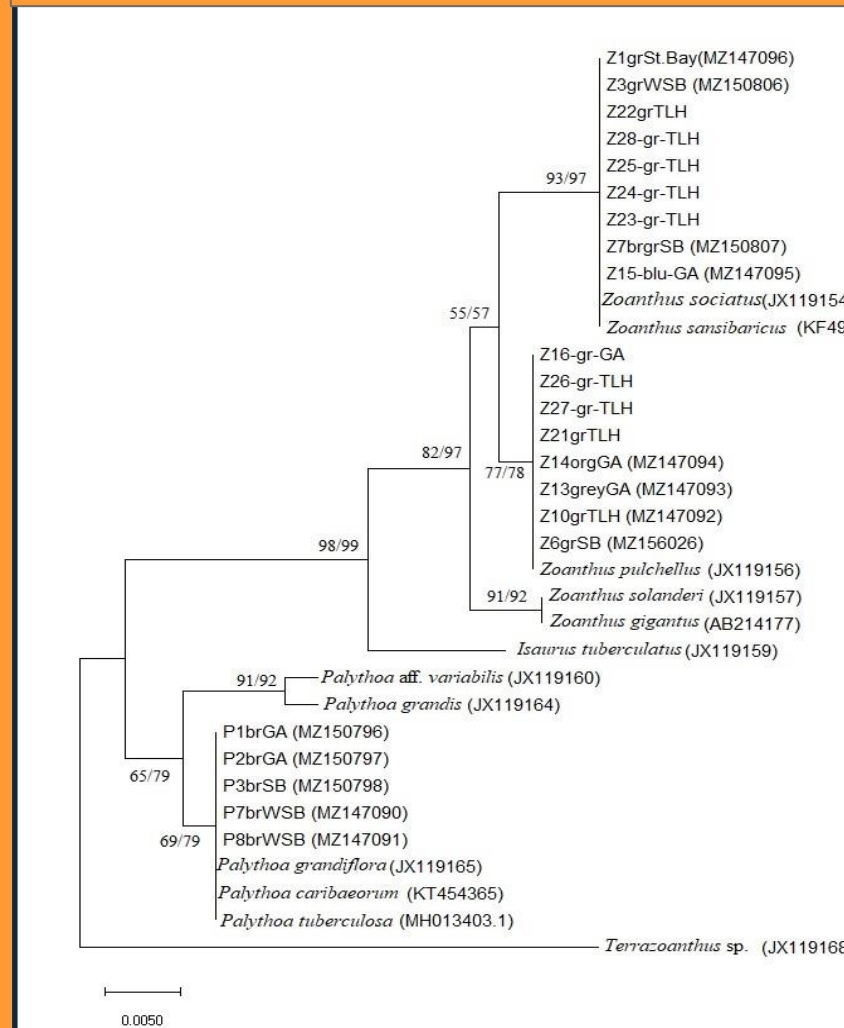 Z1grSt.Bay(MZ147096)
Z3grWSB (MZ150806)
Z22grTLH
Z28-gr-TLH
Z25-gr-TLH
93/97
Z24-gr-TLH
Z23-gr-TLH
Z7brgrSB (MZ150807)
Z15-blu-GA (MZ147095)
Zoanthus sociatus(JX119154
55/57
Zoanthus sansibaricus (KF49
Z16-gr-GA
Z26-gr-TLH
Z27-gr-TLH
Z21grTLH
82/97
Z14orgGA (MZ147094)
77/78
Z13greyGA (MZ147093)
Z10grTLH (MZ147092)
98/99
Z6grSB (MZ156026)
Zoanthus pulchellus (JX119156)
91/92
Zoanthus solanderi (JX119157)
Zoanthus gigantus (AB214177)
Isaurus tuberculatus (JX119159)
91/92
Palythoa aff. variabilis (JX119160)
Palythoa grandis (JX119164)
P1brGA (MZ150796)
P2brGA (MZ150797)
65/79
P3brSB (MZ150798)
P7brWSB (MZ147090)
69/79
P8brWSB (MZ147091)
Palythoa grandiflora (JX119165)
Palythoa caribaeorum (KT454365)
Palythoa tuberculosa (MH013403.1)
Terrazoanthus sp. (JX119168
0.0050